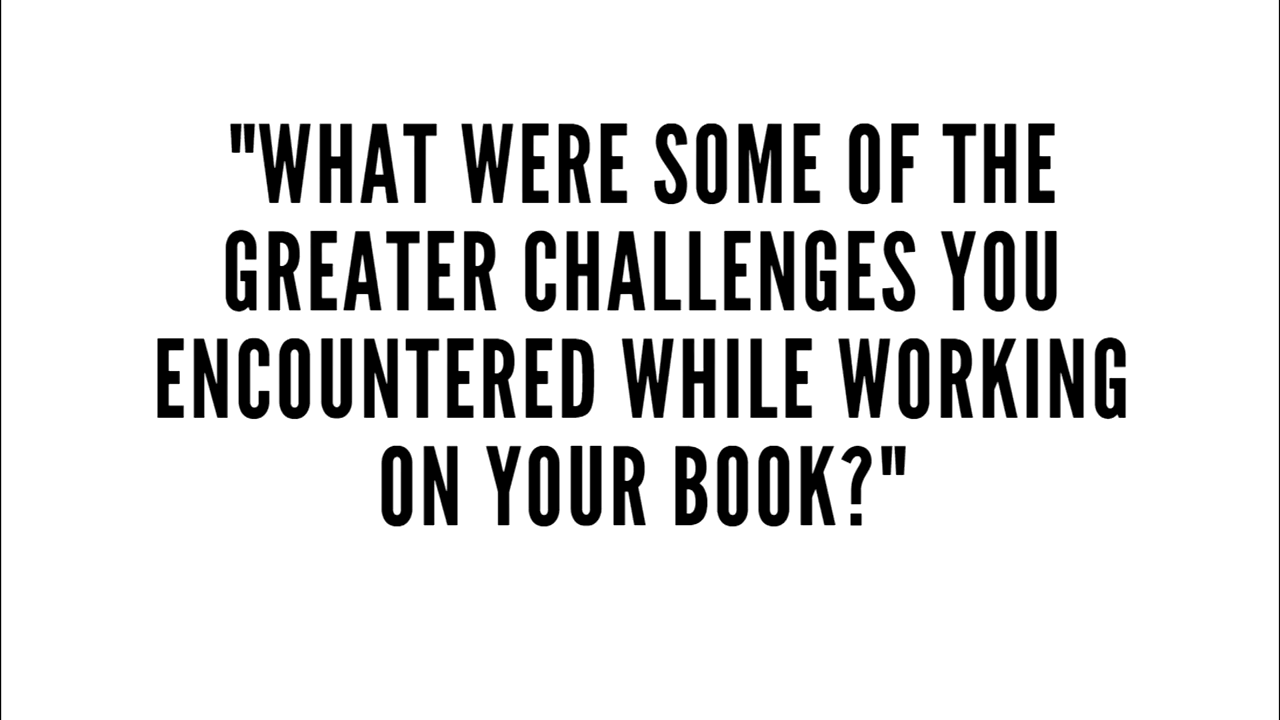 "WHAT WERE SOME OF THE
GREATER CHALLENGES YOU
ENCOUNTERED WHILE WORKING
ON YOUR BOOK?"